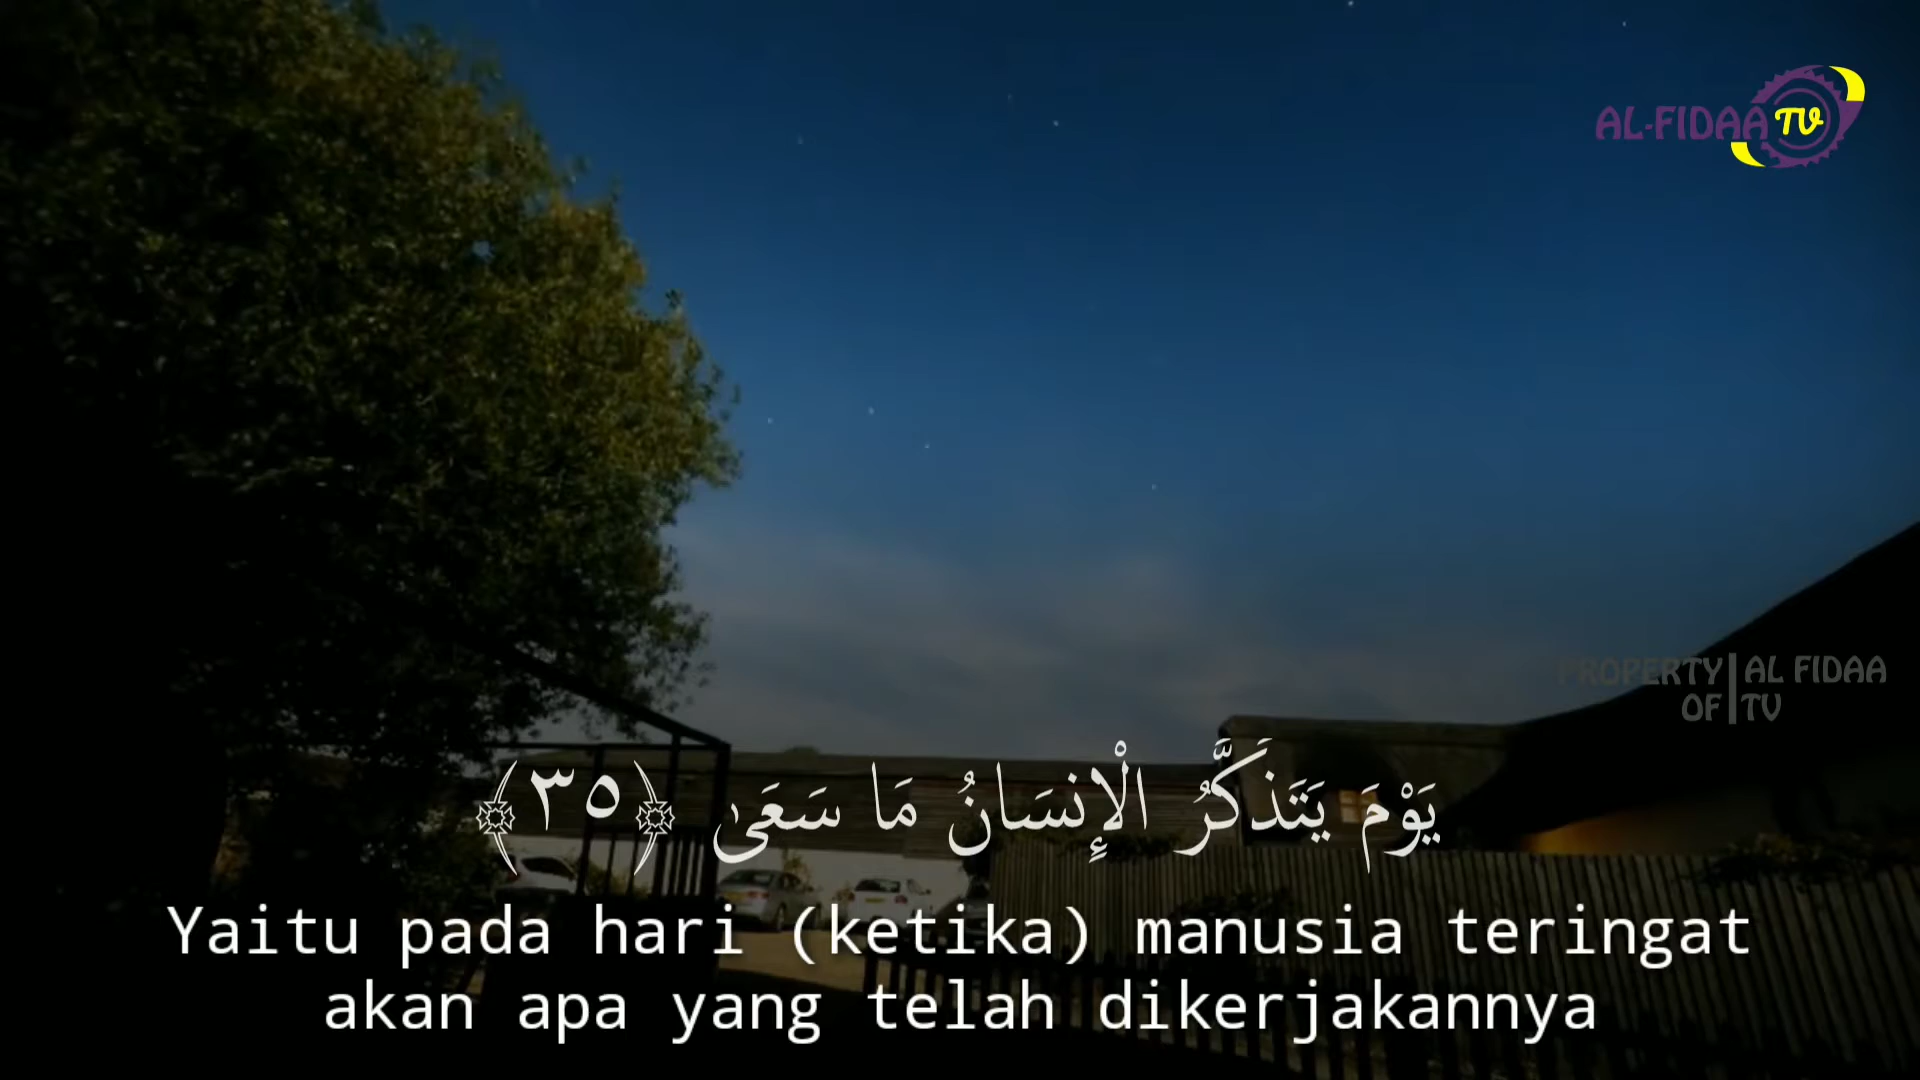 AL-FIDAA TV
PROPERTY OF | AL FIDAA TV
يَوْمَ يَتَذَكَّرُ الْإِنسَانُ مَا سَعَىٰ ﴿٣٥﴾
Yaitu pada hari (ketika) manusia teringat
akan apa yang telah dikerjakannya